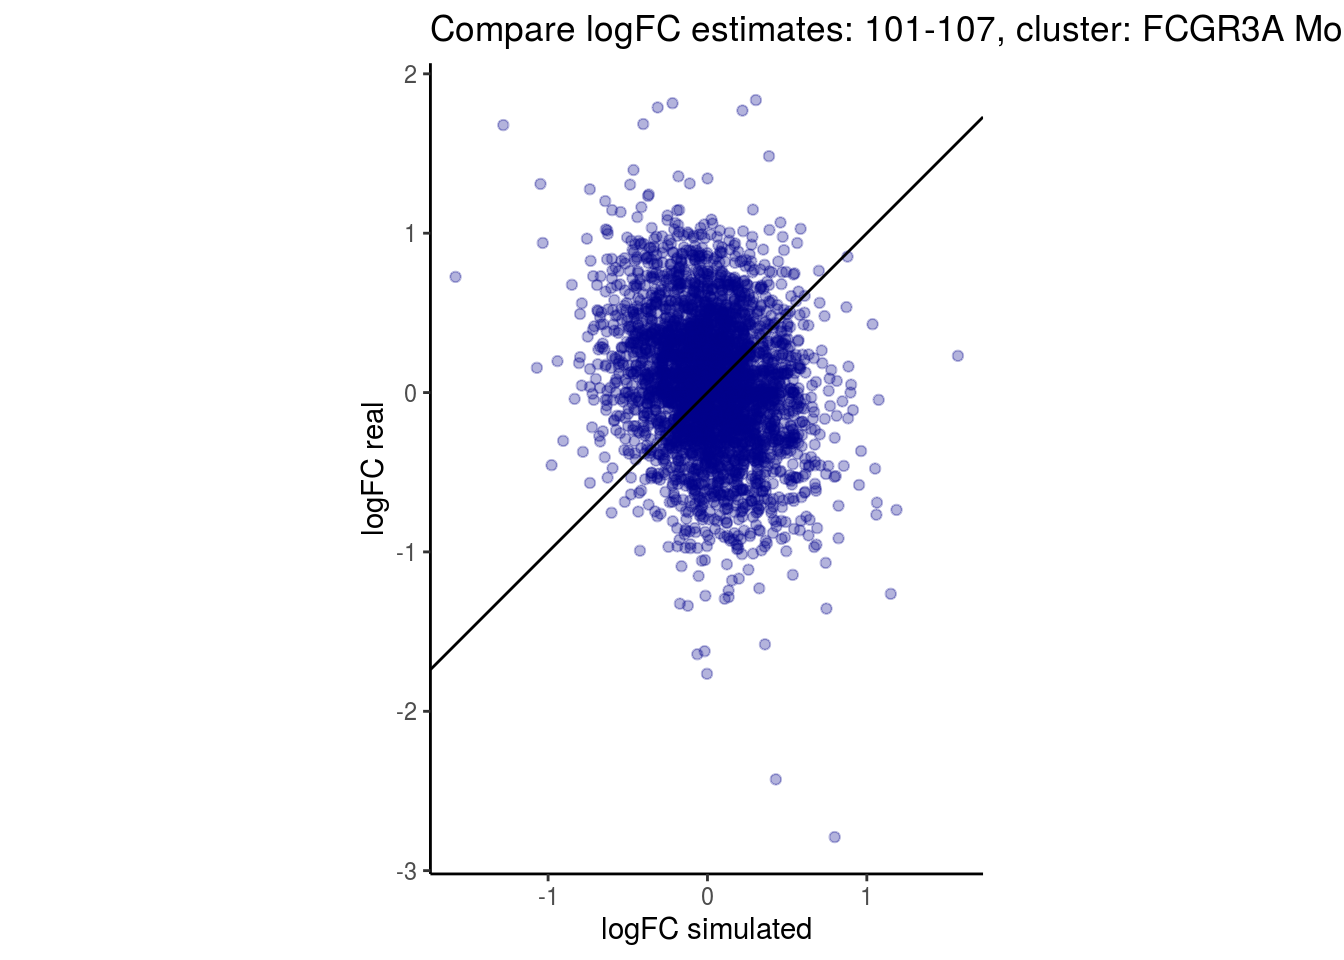 Compare logFC estimates: 101-107, cluster: FCGR3A Mo
2
1
0
-1
-2
-3
logFC real
-1 0 1
logFC simulated